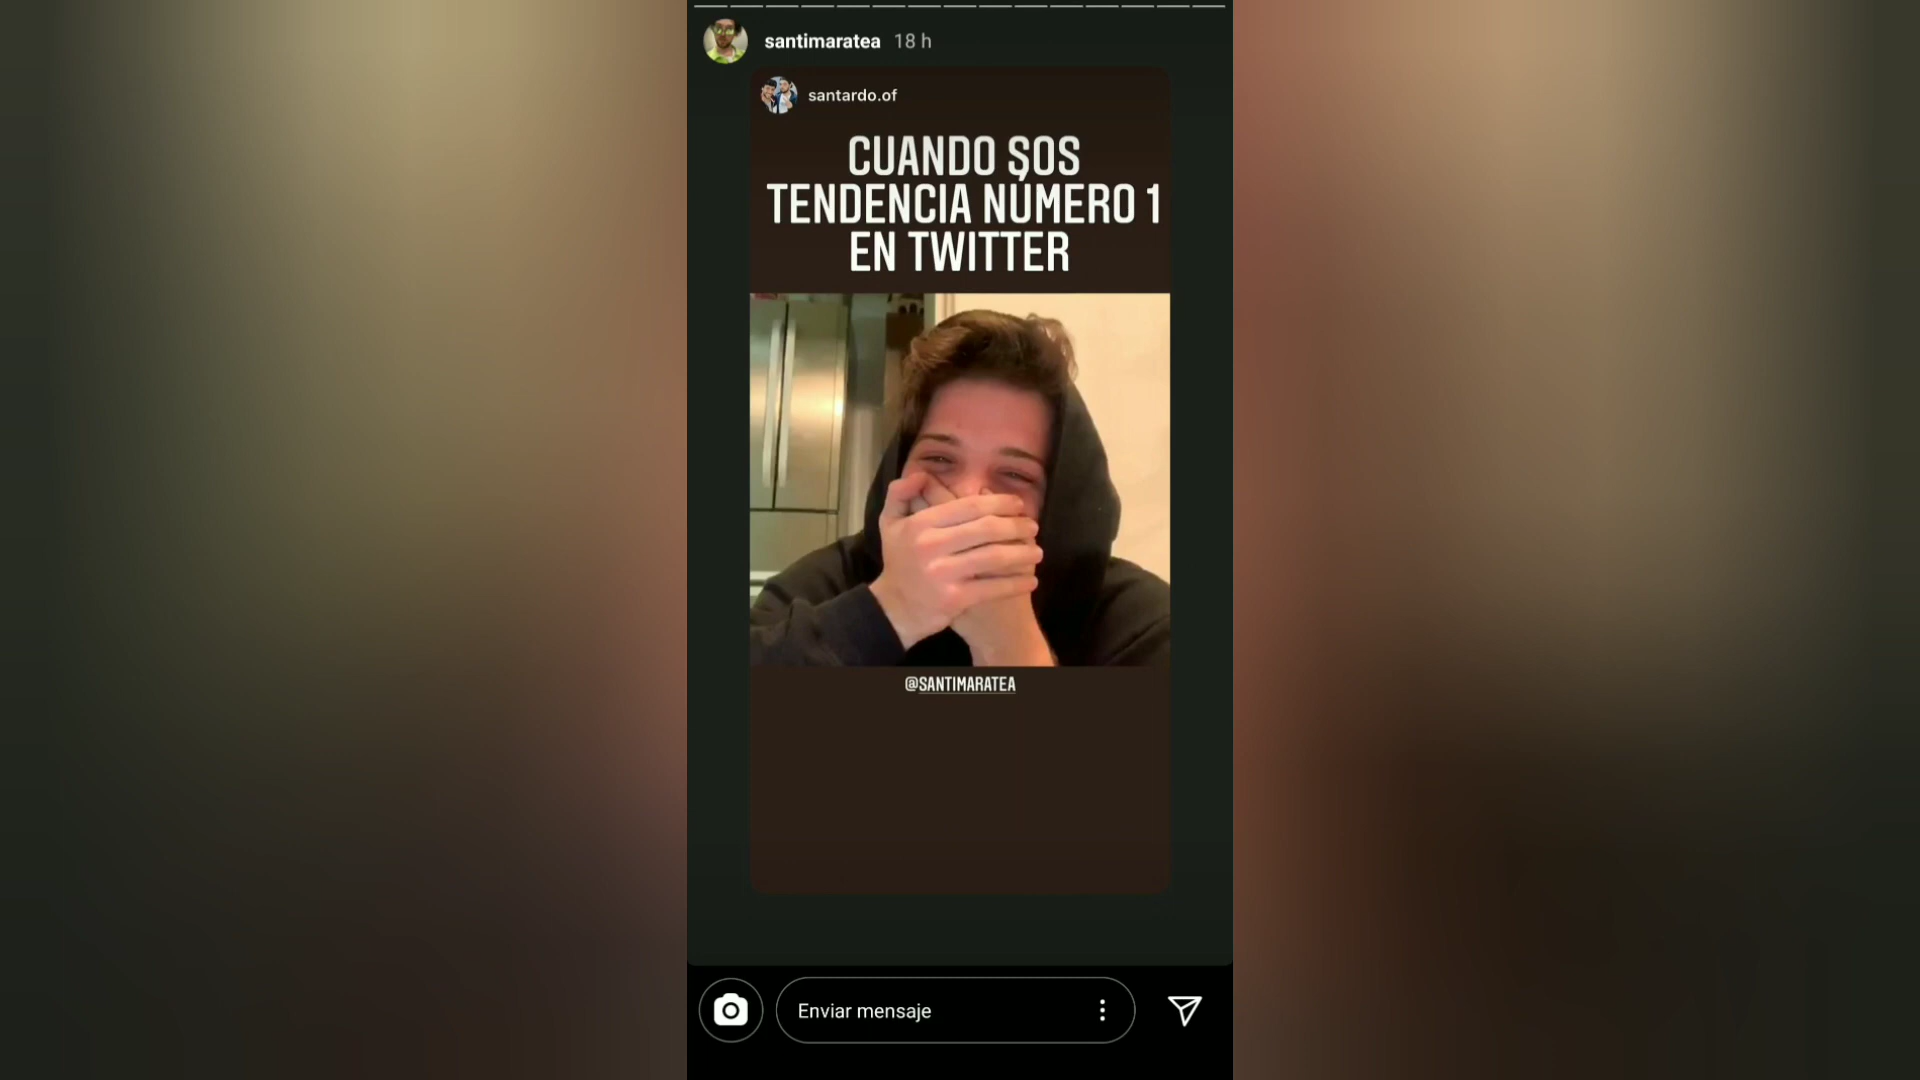 santimaratea 18 h
santardo.of
CUANDO SOS
TENDENCIA NÚMERO 1
EN TWITTER
@SANTIMARATEA
Enviar mensaje